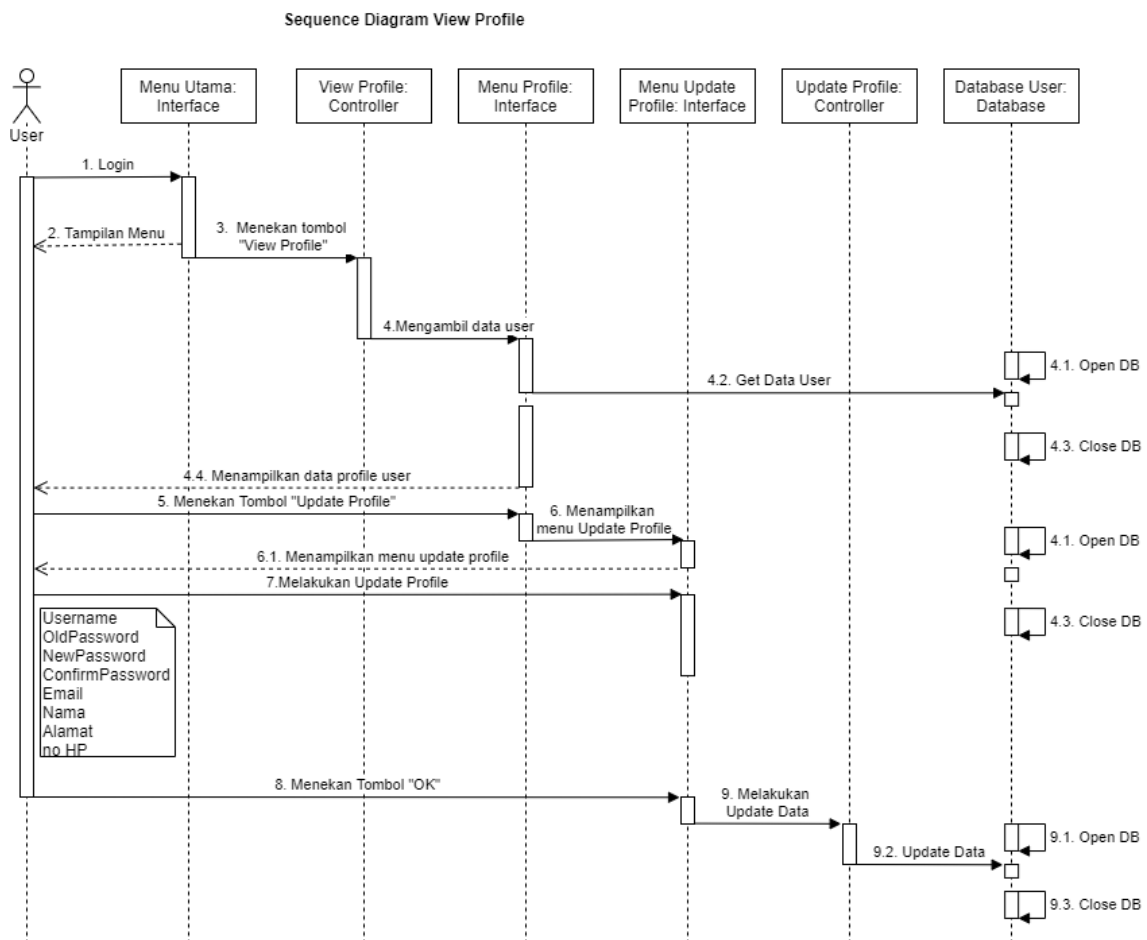 Sequence Diagram View Profile
User
Menu Utama:
Interface
View Profile:
Controller
Menu Profile:
Interface
Menu Update
Profile: Interface
Update Profile:
Controller
Database User:
Database
1. Login
2. Tampilan Menu
3. Menekan tombol
"View Profile"
4.Mengambil data user
4.1. Open DB
4.2. Get Data User
4.3. Close DB
4.4. Menampilkan data profile user
5. Menekan Tombol "Update Profile"
6. Menampilkan
menu Update Profile
4.1. Open DB
6.1. Menampilkan menu update profile
7.Melakukan Update Profile
4.3. Close DB
Username
OldPassword
NewPassword
ConfirmPassword
Email
Nama
Alamat
no HP
8. Menekan Tombol "OK"
9. Melakukan
Update Data
9.1. Open DB
9.2. Update Data
9.3. Close DB